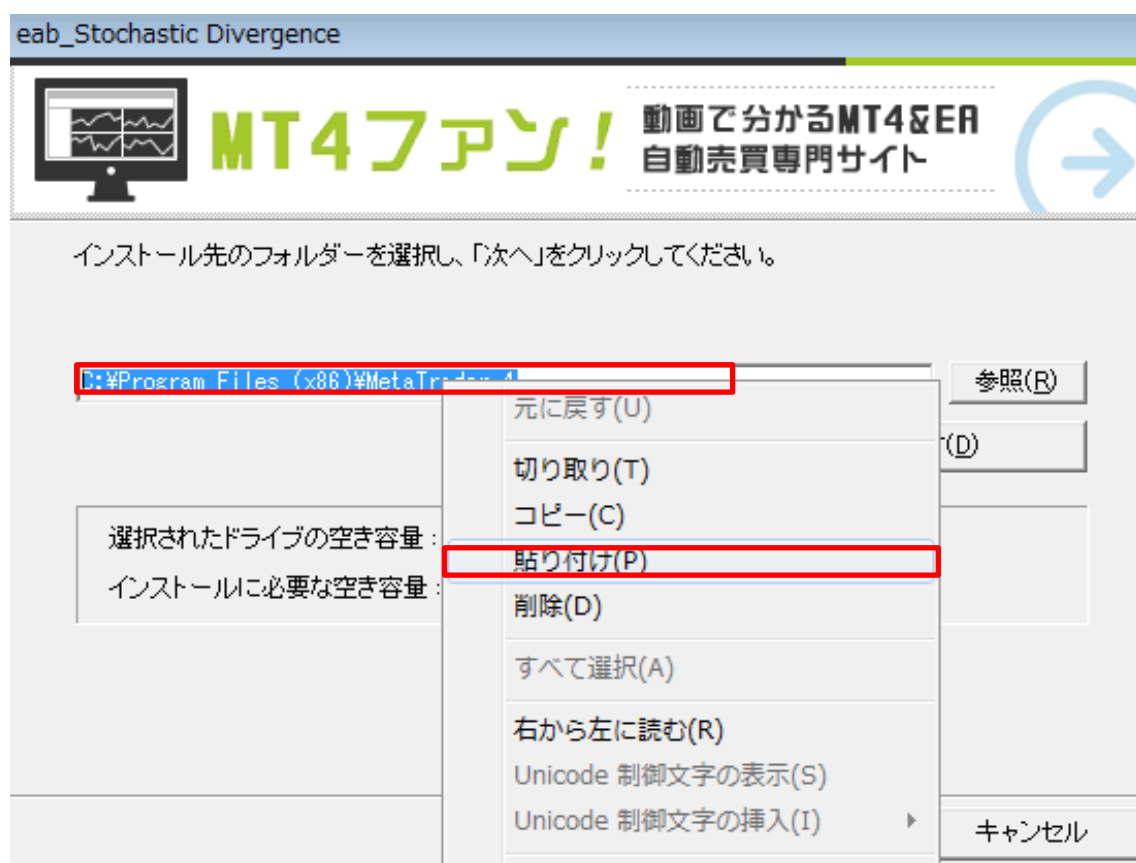 eab_Stochastic Divergence
MT4ファン!
動画で分かるMT4&EA
自動売買専門サイト
インストール先のフォルダーを選択し、「次へ」をクリックしてください。
C:¥Program Files (x86)¥MetaTrader 4
参照(R)
(D)
元に戻す(U)
切り取り(T)
コピー(C)
選択されたドライブの空き容量:
貼り付け(P)
インストールに必要な空き容量:
削除(D)
すべて選択(A)
右から左に読む(R)
Unicode 制御文字の表示(S)
Unicode 制御文字の挿入(I)
キャンセル